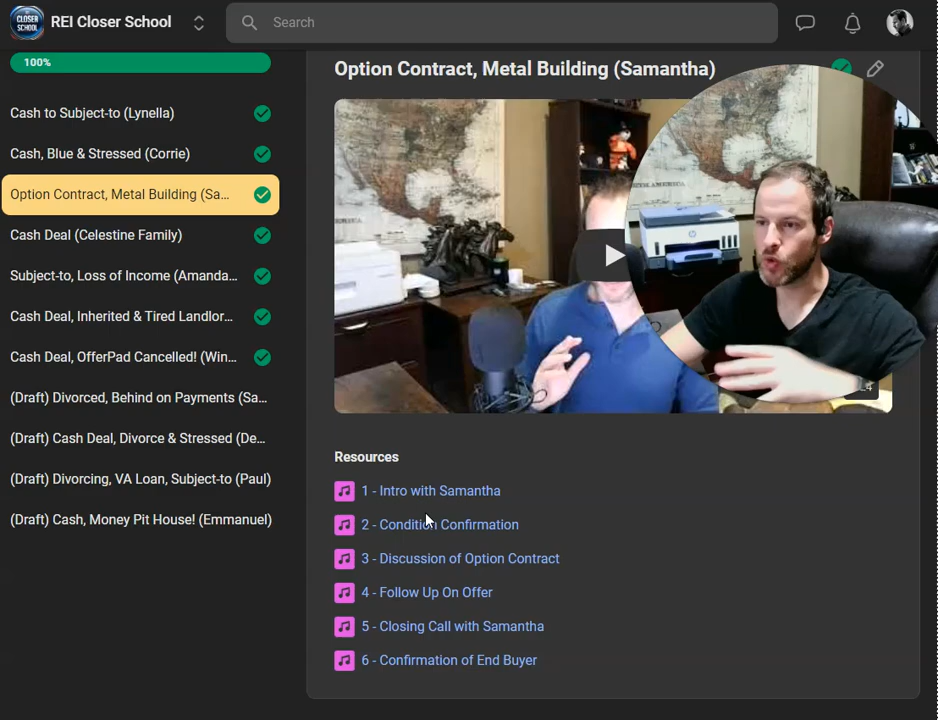 CLOSER
SCHOOL
REI Closer School
Search
100%
Cash to Subject-to (Lynella)
Cash, Blue & Stressed (Corrie)
Option Contract, Metal Building (Sa...
Cash Deal (Celestine Family)
Subject-to, Loss of Income (Amanda...
Cash Deal, Inherited & Tired Landlor...
Cash Deal, OfferPad Cancelled! (Win...
(Draft) Divorced, Behind on Payments (Sa...
(Draft) Cash Deal, Divorce & Stressed (De...
(Draft) Divorcing, VA Loan, Subject-to (Paul)
(Draft) Cash, Money Pit House! (Emmanuel)
Option Contract, Metal Building (Samantha)
Resources
1 - Intro with Samantha
2 - Condition Confirmation
3 - Discussion of Option Contract
4 - Follow Up On Offer
5 - Closing Call with Samantha
6 - Confirmation of End Buyer